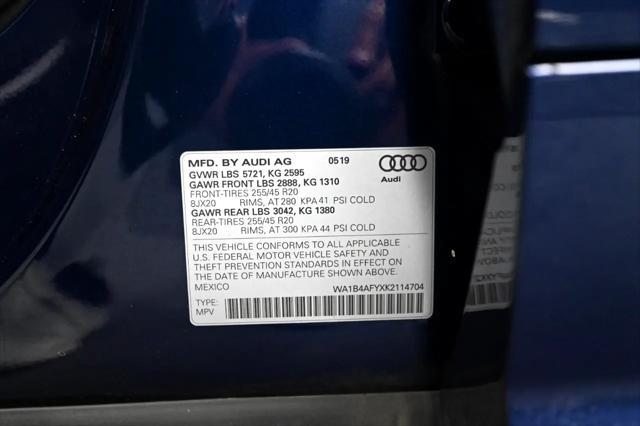 MFD. BY AUDI AG 0519
GVWR LBS 5721, KG 2595
GAWR FRONT LBS 2888, KG 1310
FRONT-TIRES 255/45 R20
8JX20 RIMS, AT 280 KPA 41 PSI COLD
GAWR REAR LBS 3042, KG 1380
REAR-TIRES 255/45 R20
8JX20 RIMS, AT 300 KPA 44 PSI COLD
Audi
THIS VEHICLE CONFORMS TO ALL APPLICABLE
U.S. FEDERAL MOTOR VEHICLE SAFETY AND
THEFT PREVENTION STANDARDS IN EFFECT ON
THE DATE OF MANUFACTURE SHOWN ABOVE.
MEXICO WA1B4AFYXK2114704
TYPE:
MPV